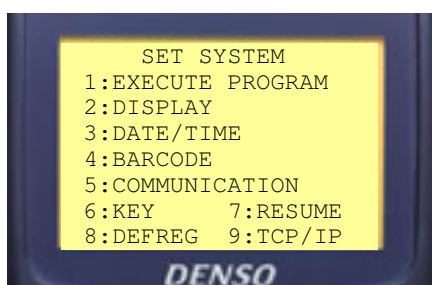 SET SYSTEM
1:EXECUTE PROGRAM
2:DISPLAY
3:DATE/TIME
4:BARCODE
5:COMMUNICATION
6:KEY 7:RESUME
8:DEFREG 9:TCP/IP
DENSO